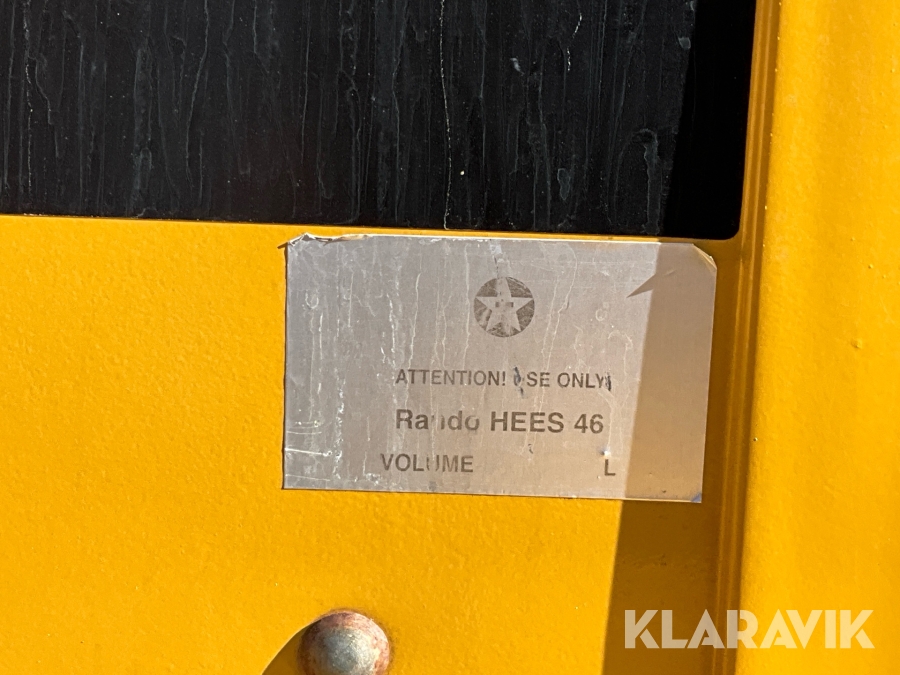 ATTENTION! USE ONLY
Rando HEES 46
VOLUME L
KLARAVIK